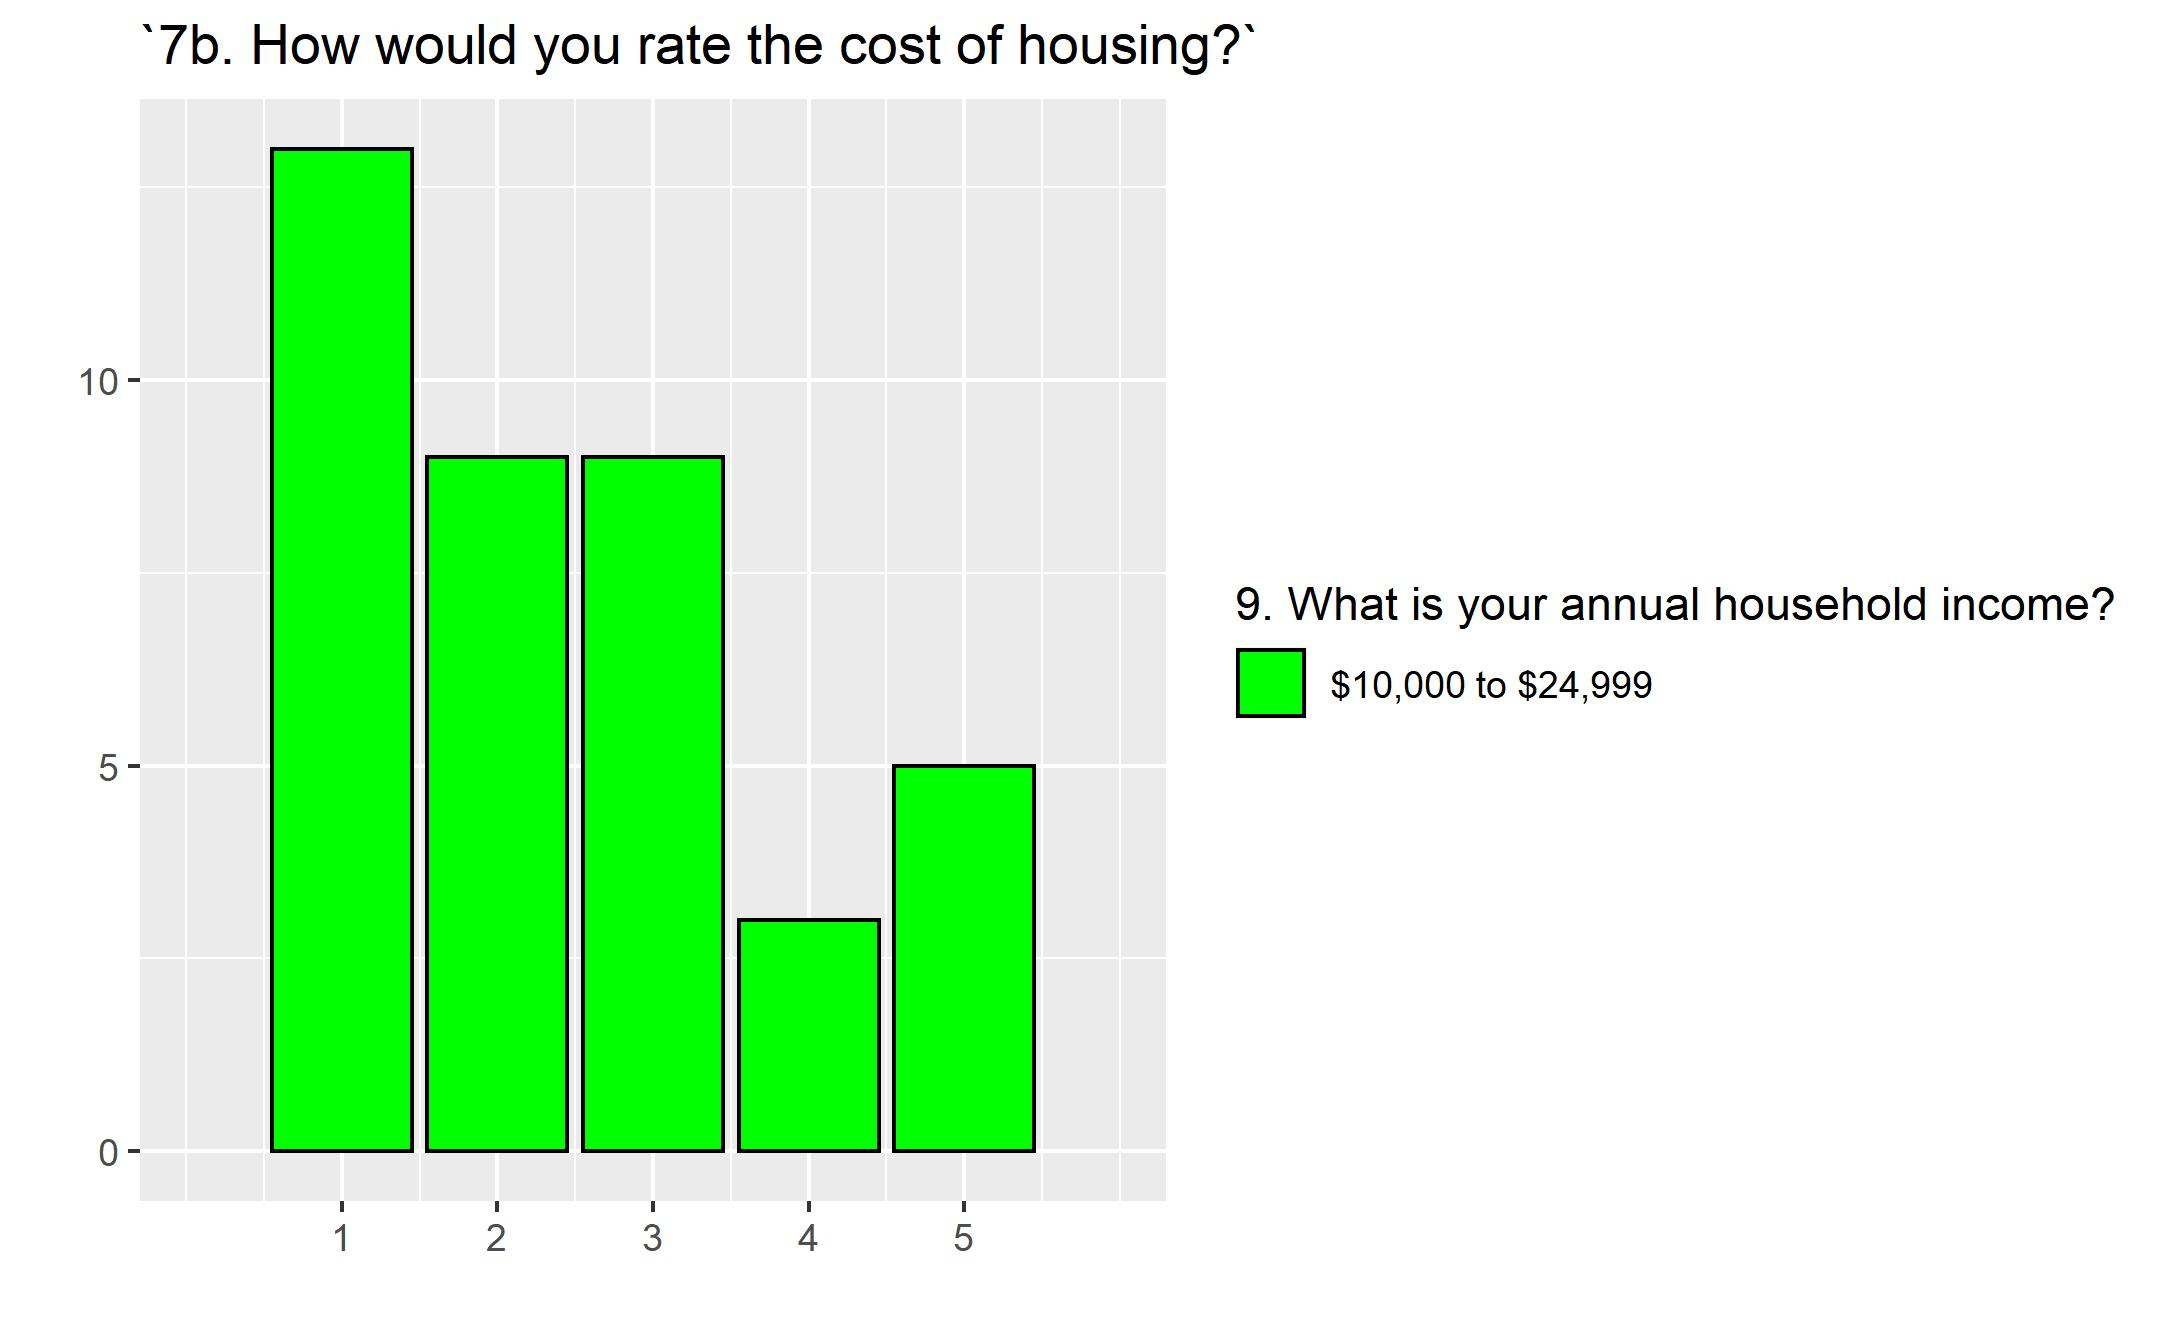 `7b. How would you rate the cost of housing?`
10
5
0
1 2 3 4 5
9. What is your annual household income?
$10,000 to $24,999